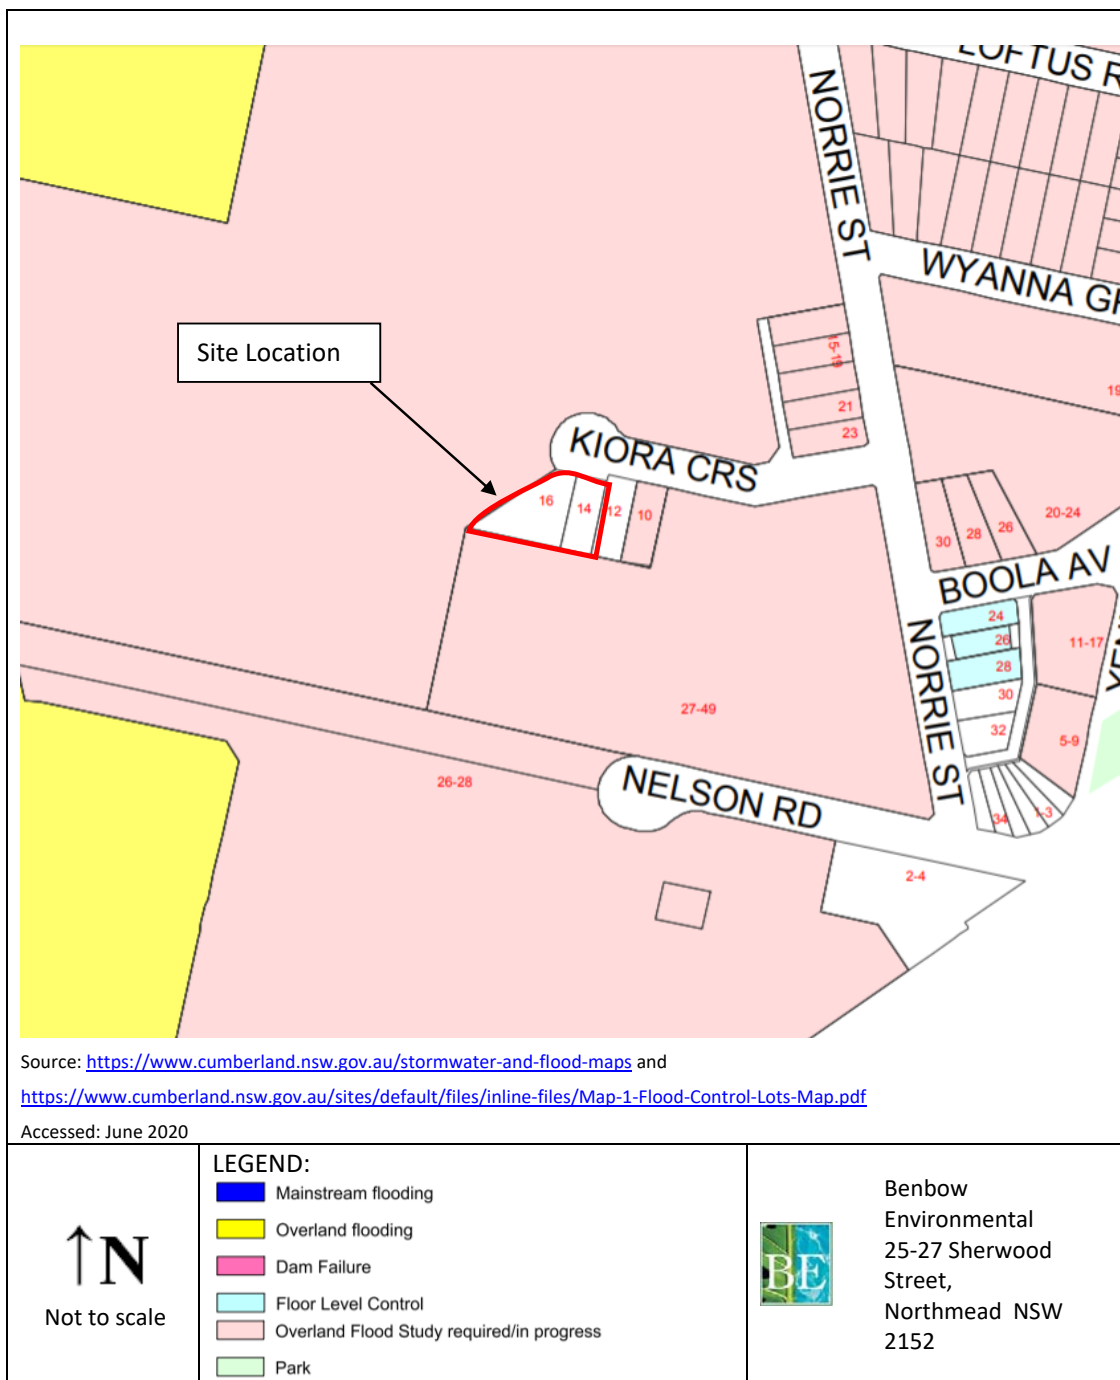 LOFTUS R
NORRIE ST
WYANNA GR
Site Location
15-19
19
21
23
KIORA CRS
16
14
12
10
20-24
26
28
30
BOOLA AV
24
26
28
30
32
11-17
5-9
34
1-3
NORRIE ST
27-49
26-28
NELSON RD
2-4
Source: https://www.cumberland.nsw.gov.au/stormwater-and-flood-maps and
https://www.cumberland.nsw.gov.au/sites/default/files/inline-files/Map-1-Flood-Control-Lots-Map.pdf
Accessed: June 2020
↑N
Not to scale
LEGEND:
Mainstream flooding
Overland flooding
Dam Failure
Floor Level Control
Overland Flood Study required/in progress
Park
BE
Benbow
Environmental
25-27 Sherwood
Street,
Northmead NSW
2152